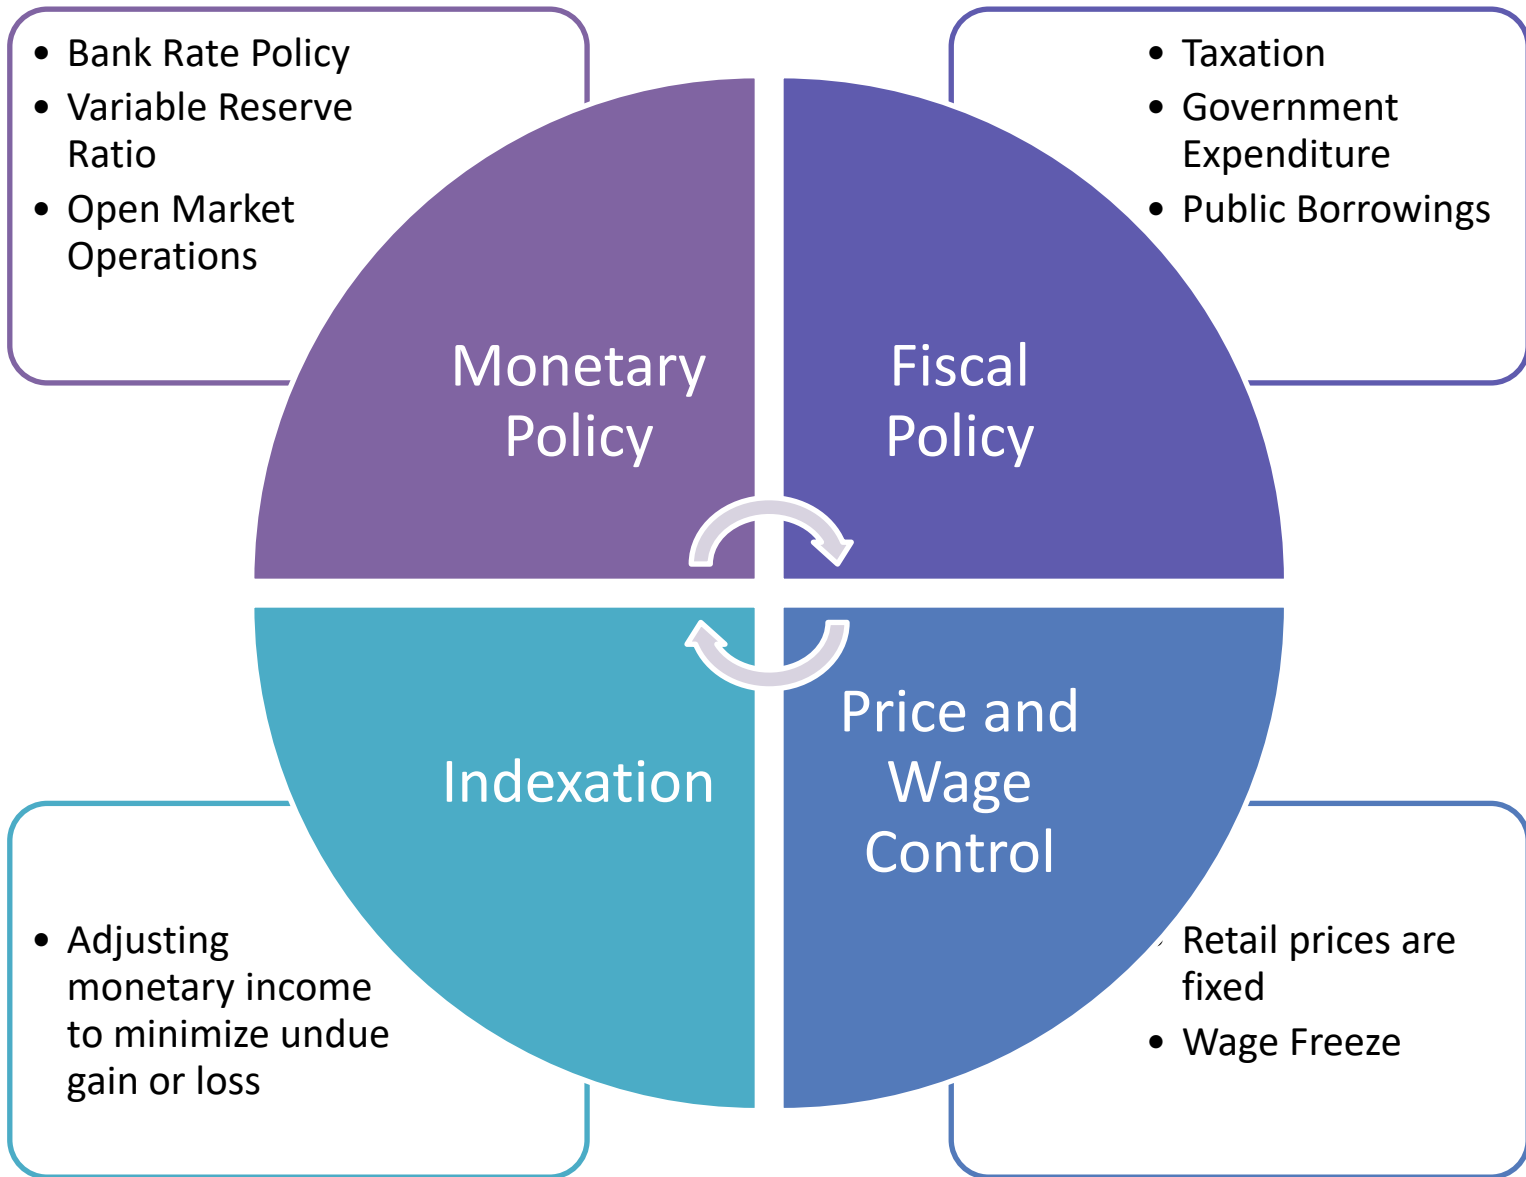 • Bank Rate Policy
• Variable Reserve
Ratio
• Open Market
Operations
• Taxation
• Government
Expenditure
• Public Borrowings
Monetary
Policy
Fiscal
Policy
Indexation
Price and
Wage
Control
• Adjusting
monetary income
to minimize undue
gain or loss
• Retail prices are
fixed
• Wage Freeze